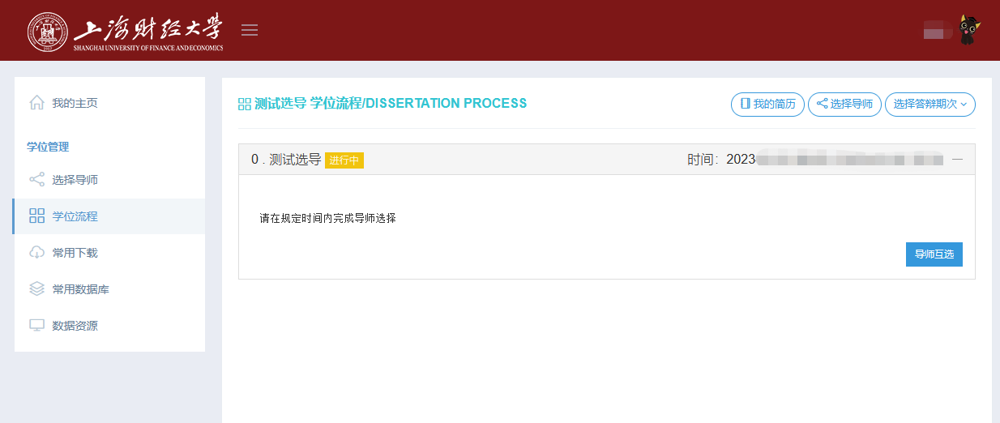 上海财经大学
SHANGHAI UNIVERSITY OF FINANCE AND ECONOMICS
我的主页
学位管理
选择导师
学位流程
常用下载
常用数据库
数据资源
测试选导 学位流程/DISSERTATION PROCESS
我的简历
选择导师
选择答辩期次
0 . 测试选导 进行中 时间：2023
请在规定时间内完成导师选择
导师互选